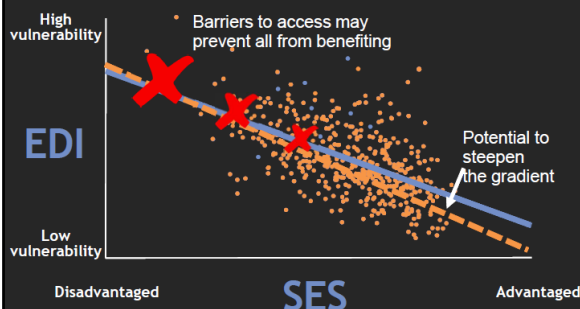 High
vulnerability
• Barriers to access may
prevent all from benefiting
EDI
Potential to
steepen
the gradient
Low
vulnerability
Disadvantaged
SES
Advantaged